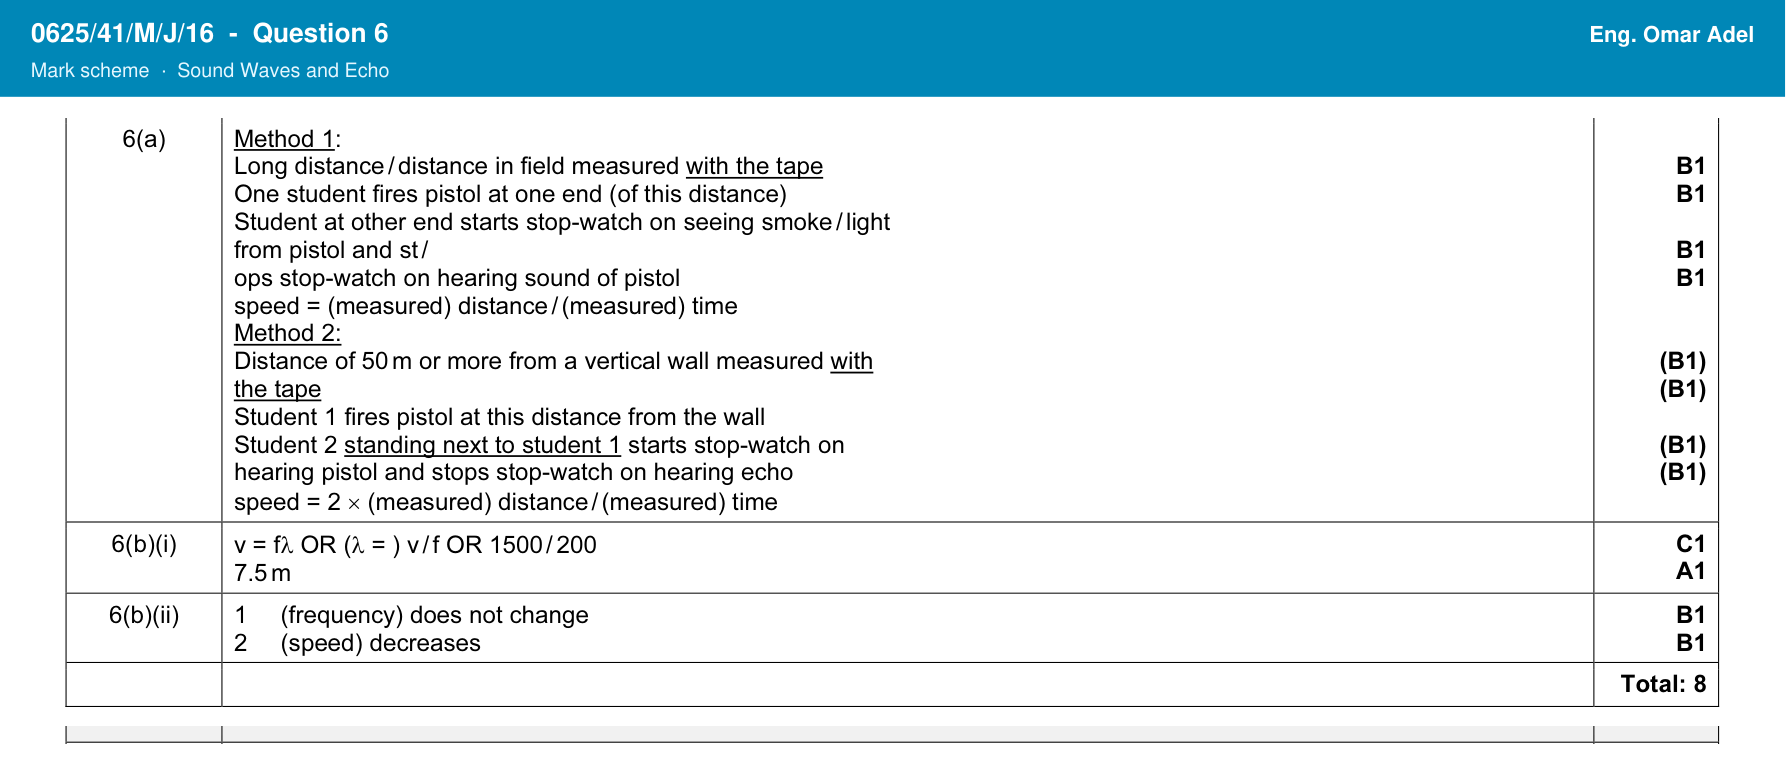 0625/41/M/J/16 - Question 6
Eng. Omar Adel
Mark scheme · Sound Waves and Echo
6(a)
Method 1:
Long distance/distance in field measured with the tape B1
One student fires pistol at one end (of this distance) B1
Student at other end starts stop-watch on seeing smoke/light
from pistol and st/ B1
ops stop-watch on hearing sound of pistol B1
speed = (measured) distance/(measured) time
Method 2:
Distance of 50 m or more from a vertical wall measured with (B1)
the tape (B1)
Student 1 fires pistol at this distance from the wall
Student 2 standing next to student 1 starts stop-watch on (B1)
hearing pistol and stops stop-watch on hearing echo (B1)
speed = 2 × (measured) distance/(measured) time
6(b)(i) v = fλ OR (λ = ) v/f OR 1500/200 C1
7.5 m A1
6(b)(ii) 1 (frequency) does not change B1
2 (speed) decreases B1
Total: 8